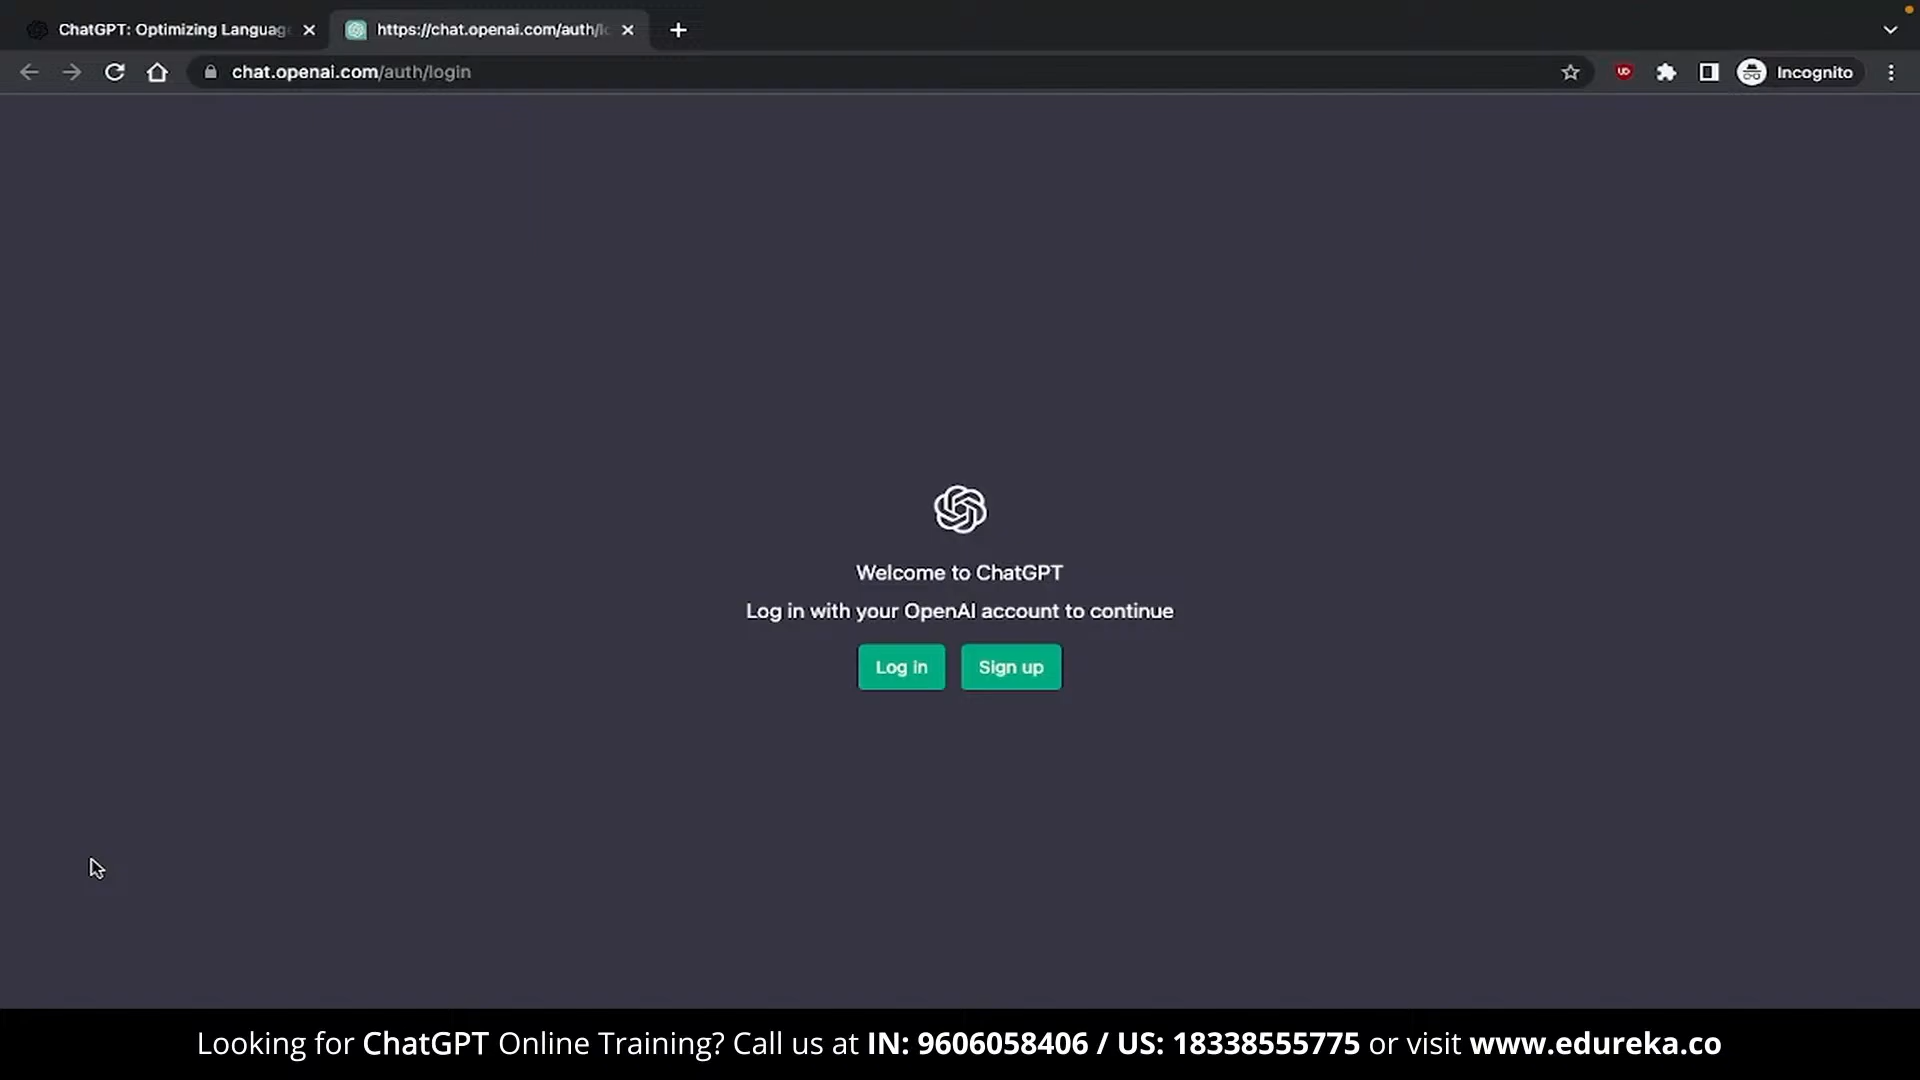 ChatGPT: Optimizing Languag
https://chat.openai.com/auth/l
chat.openai.com/auth/login
Incognito
Welcome to ChatGPT
Log in with your OpenAI account to continue
Log in
Sign up
Looking for ChatGPT Online Training? Call us at IN: 9606058406 / US: 18338555775 or visit www.edureka.co